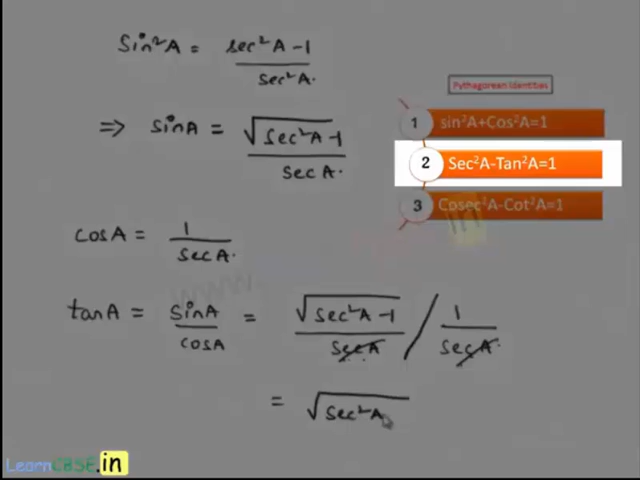 Sin²A = sec²A-1 / sec²A.
=> sinA = √sec²A-1 / secA.
Pythagorean Identities
1 sin²A+Cos²A=1
2 Sec²A-Tan²A=1
3 Cosec²A-Cot²A=1
cosA = 1 / secA.
tanA = sinA / cosA = √sec²A-1 / secA / 1 / secA.
= √sec²A
LearnCBSE.in